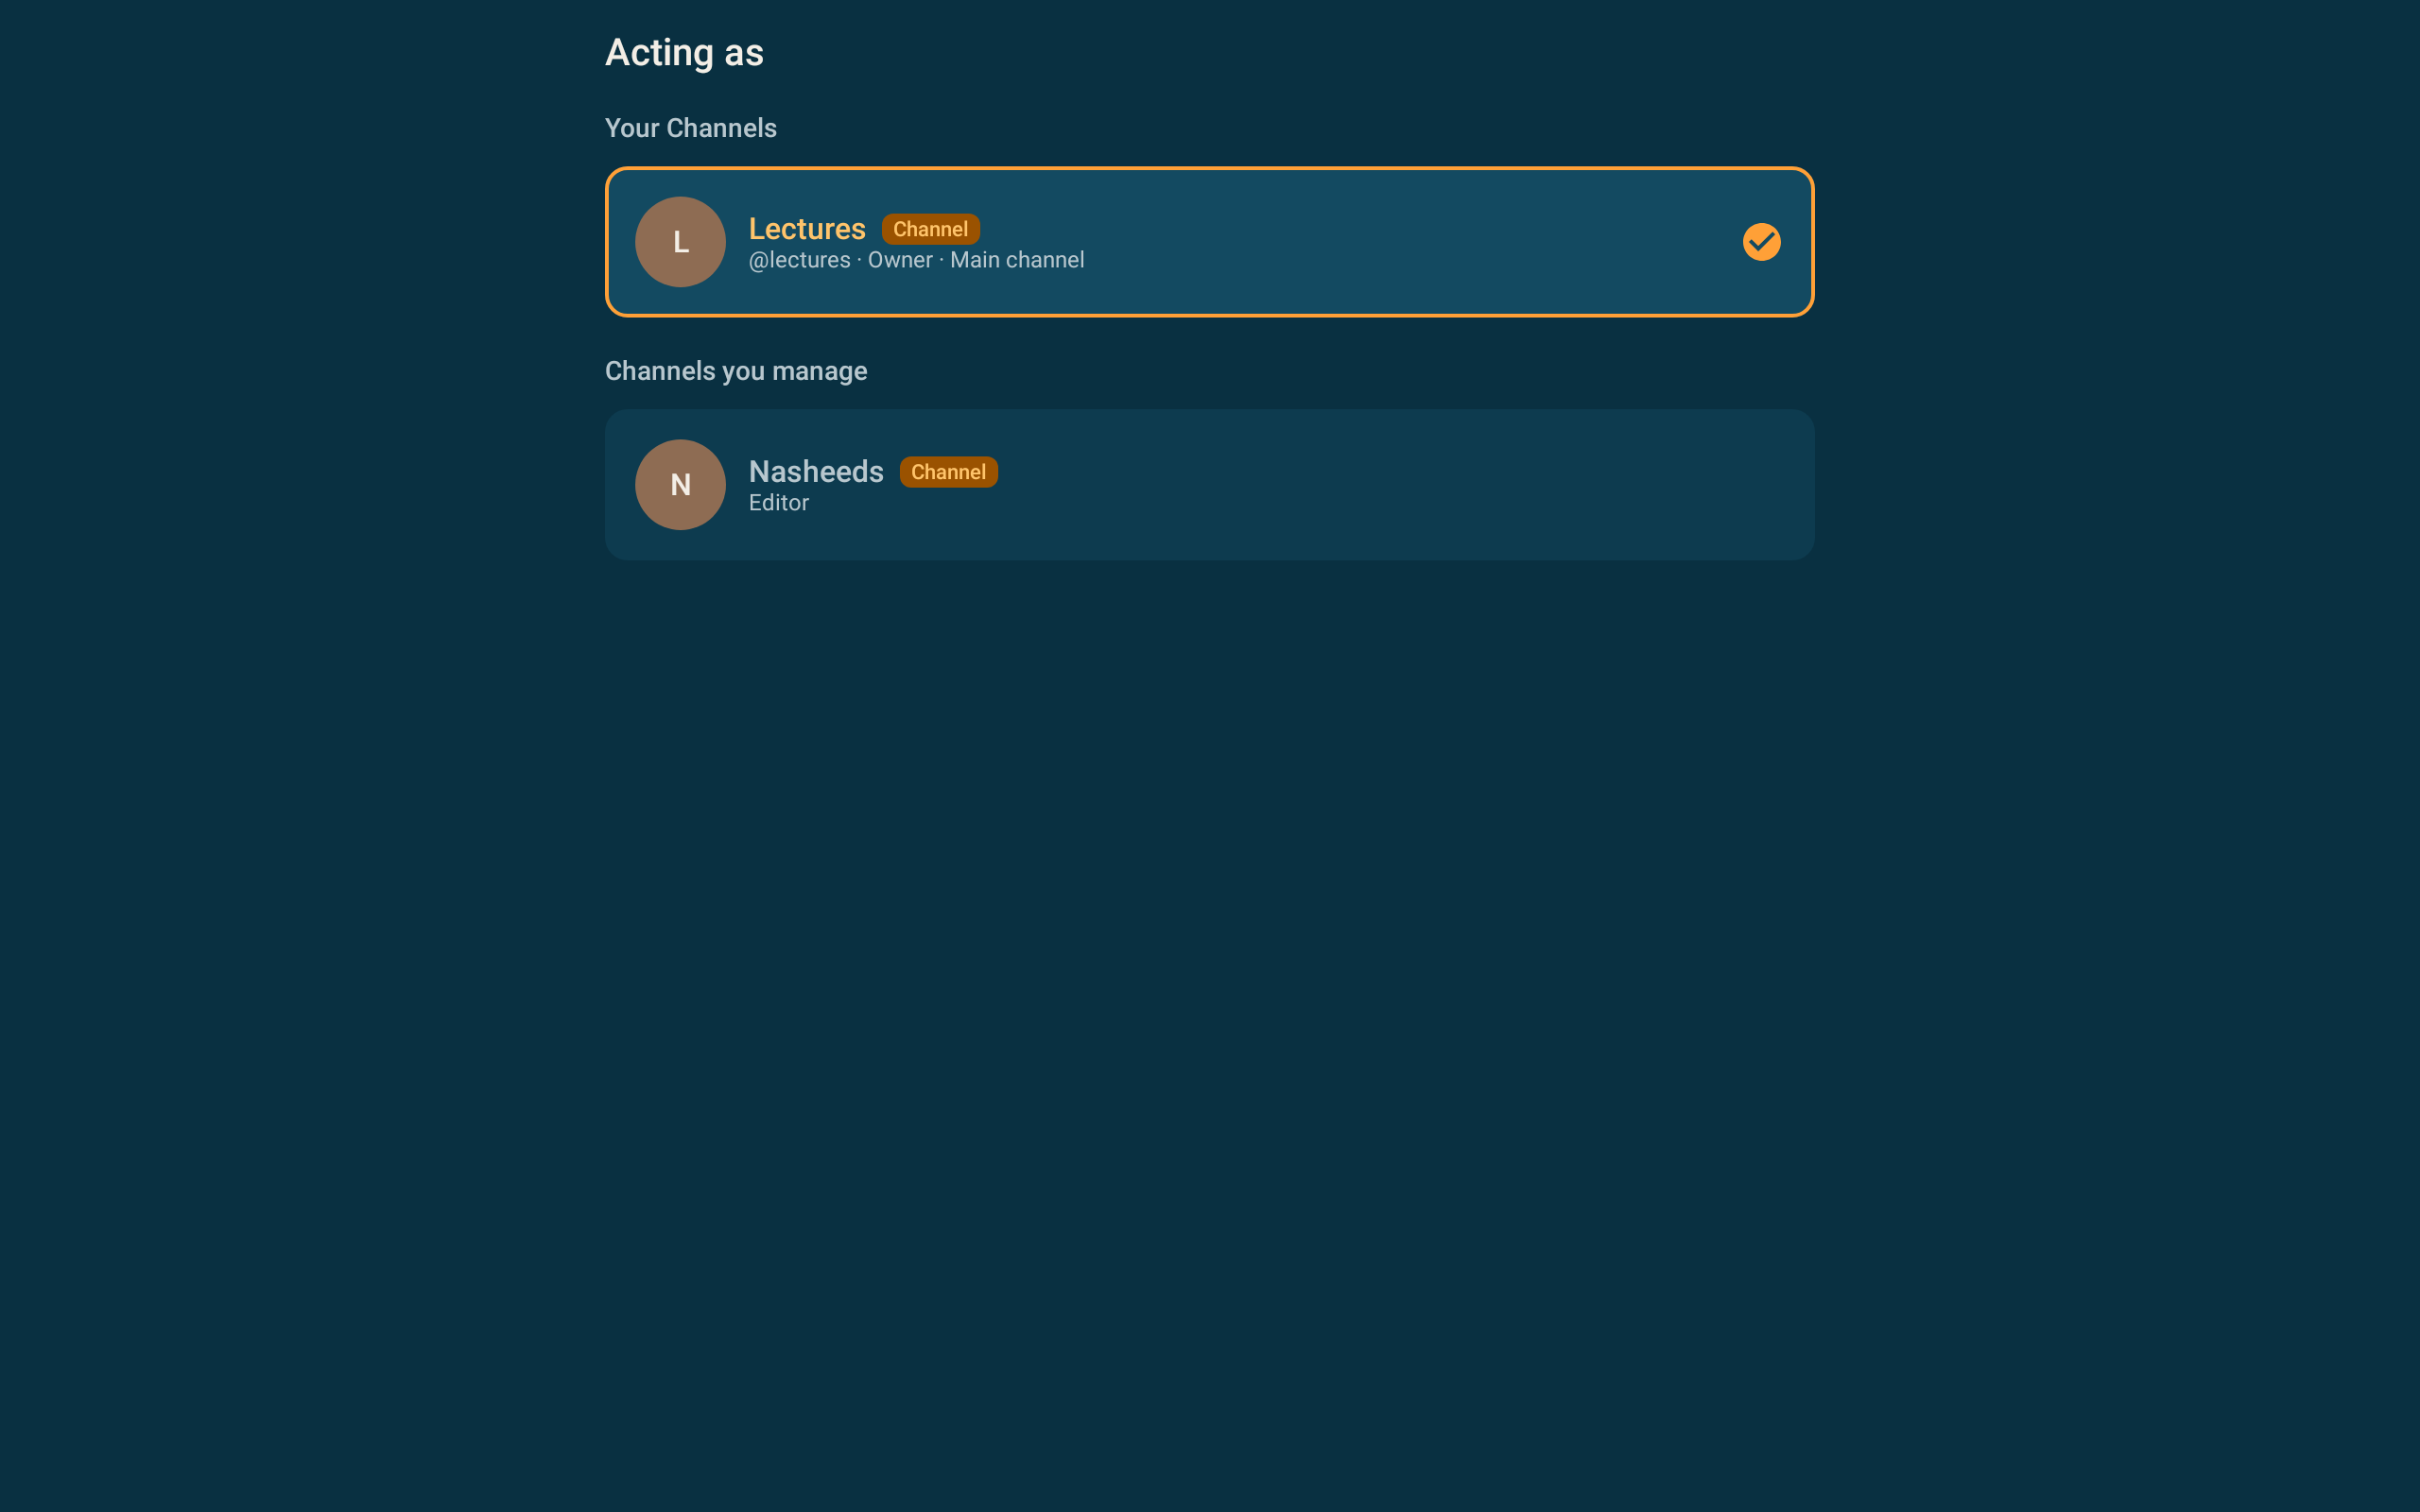 Acting as
Your Channels
L
Lectures Channel
@lectures · Owner · Main channel
Channels you manage
N
Nasheeds Channel
Editor